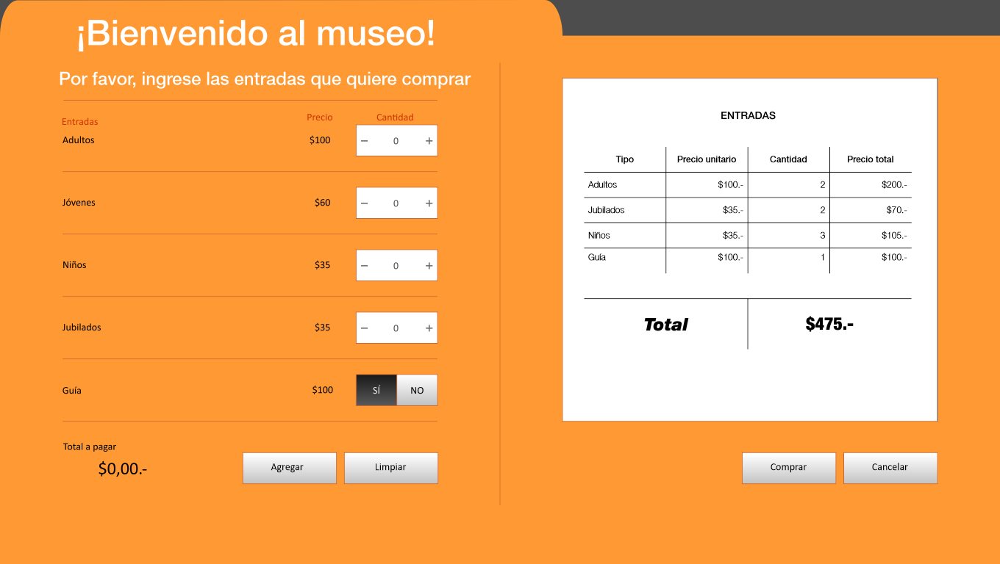 ¡Bienvenido al museo!
Por favor, ingrese las entradas que quiere comprar
Entradas Precio Cantidad
Adultos $100 − 0 +
Jóvenes $60 − 0 +
Niños $35 − 0 +
Jubilados $35 − 0 +
Guía $100 SÍ NO
Total a pagar
$0,00.-
Agregar Limpiar
ENTRADAS
Tipo Precio unitario Cantidad Precio total
Adultos $100.- 2 $200.-
Jubilados $35.- 2 $70.-
Niños $35.- 3 $105.-
Guía $100.- 1 $100.-
Total $475.-
Comprar Cancelar